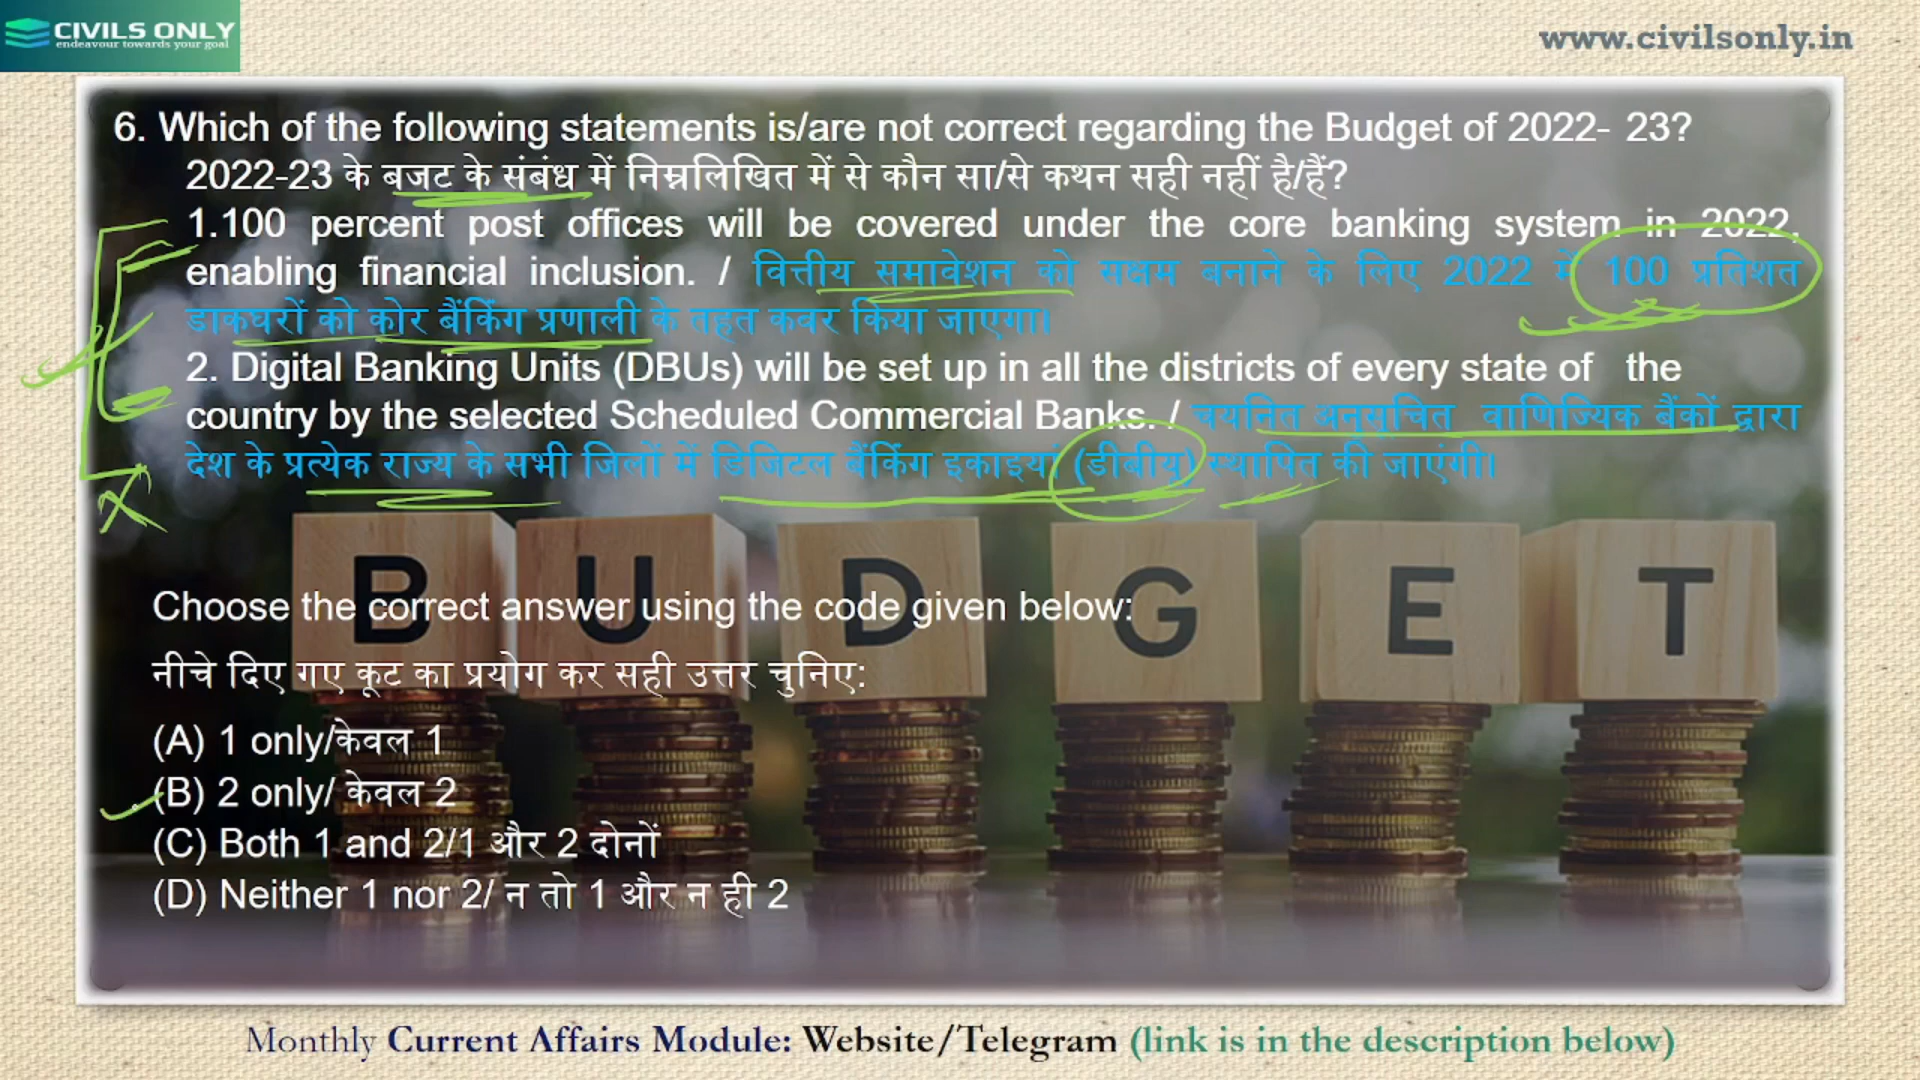 CIVILS ONLY
endeavour towards your goal
www.civilsonly.in
6. Which of the following statements is/are not correct regarding the Budget of 2022- 23?
2022-23 के बजट के संबंध में निम्नलिखित में से कौन सा/से कथन सही नहीं है/हैं?
1.100 percent post offices will be covered under the core banking system in 2022,
enabling financial inclusion. / वित्तीय समावेशन को सक्षम बनाने के लिए 2022 में 100 प्रतिशत
डाकघरों को कोर बैंकिंग प्रणाली के तहत कवर किया जाएगा।
2. Digital Banking Units (DBUs) will be set up in all the districts of every state of the
country by the selected Scheduled Commercial Banks. / चयनित अनुसूचित वाणिज्यिक बैंकों द्वारा
देश के प्रत्येक राज्य के सभी जिलों में डिजिटल बैंकिंग इकाइयां (डीबीयू) स्थापित की जाएंगी।
B U D G E T
Choose the correct answer using the code given below:
नीचे दिए गए कूट का प्रयोग कर सही उत्तर चुनिए:
(A) 1 only/केवल 1
(B) 2 only/ केवल 2
(C) Both 1 and 2/1 और 2 दोनों
(D) Neither 1 nor 2/ न तो 1 और न ही 2
Monthly Current Affairs Module: Website/Telegram (link is in the description below)